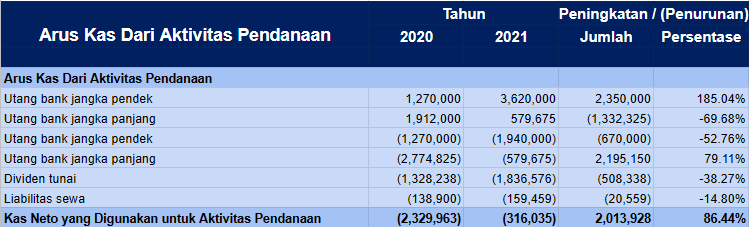 Arus Kas Dari Aktivitas Pendanaan Tahun Peningkatan / (Penurunan)
2020 2021 Jumlah Persentase
Arus Kas Dari Aktivitas Pendanaan
Utang bank jangka pendek 1,270,000 3,620,000 2,350,000 185.04%
Utang bank jangka panjang 1,912,000 579,675 (1,332,325) -69.68%
Utang bank jangka pendek (1,270,000) (1,940,000) (670,000) -52.76%
Utang bank jangka panjang (2,774,825) (579,675) 2,195,150 79.11%
Dividen tunai (1,328,238) (1,836,576) (508,338) -38.27%
Liabilitas sewa (138,900) (159,459) (20,559) -14.80%
Kas Neto yang Digunakan untuk Aktivitas Pendanaan (2,329,963) (316,035) 2,013,928 86.44%